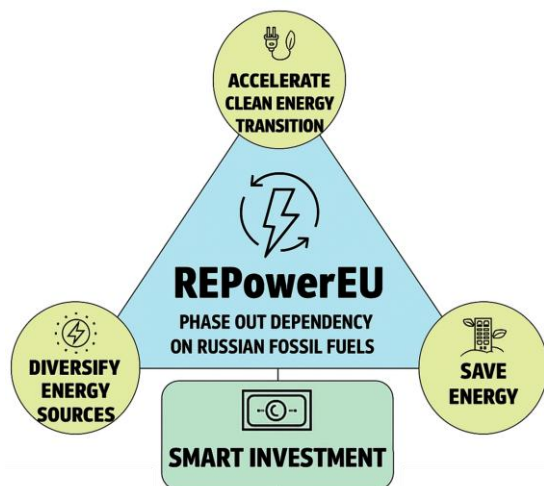 ACCELERATE
CLEAN ENERGY
TRANSITION
REPowerEU
PHASE OUT DEPENDENCY
ON RUSSIAN FOSSIL FUELS
DIVERSIFY
ENERGY
SOURCES
SAVE
ENERGY
SMART INVESTMENT